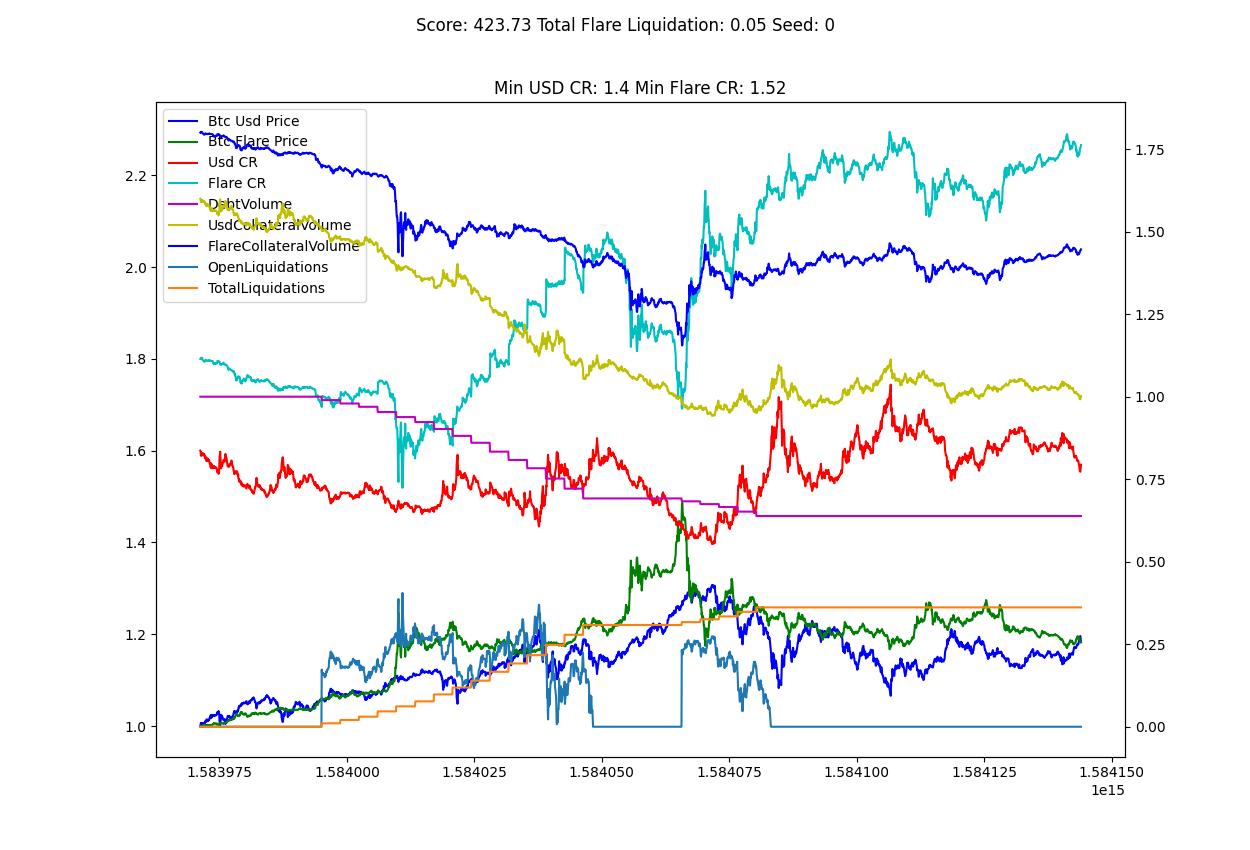 Score: 423.73 Total Flare Liquidation: 0.05 Seed: 0
Min USD CR: 1.4 Min Flare CR: 1.52
Btc Usd Price
Btc Flare Price
Usd CR
Flare CR
DebtVolume
UsdCollateralVolume
FlareCollateralVolume
OpenLiquidations
TotalLiquidations
2.2
2.0
1.8
1.6
1.4
1.2
1.0
1.75
1.50
1.25
1.00
0.75
0.50
0.25
0.00
1.583975 1.584000 1.584025 1.584050 1.584075 1.584100 1.584125 1.584150
1e15